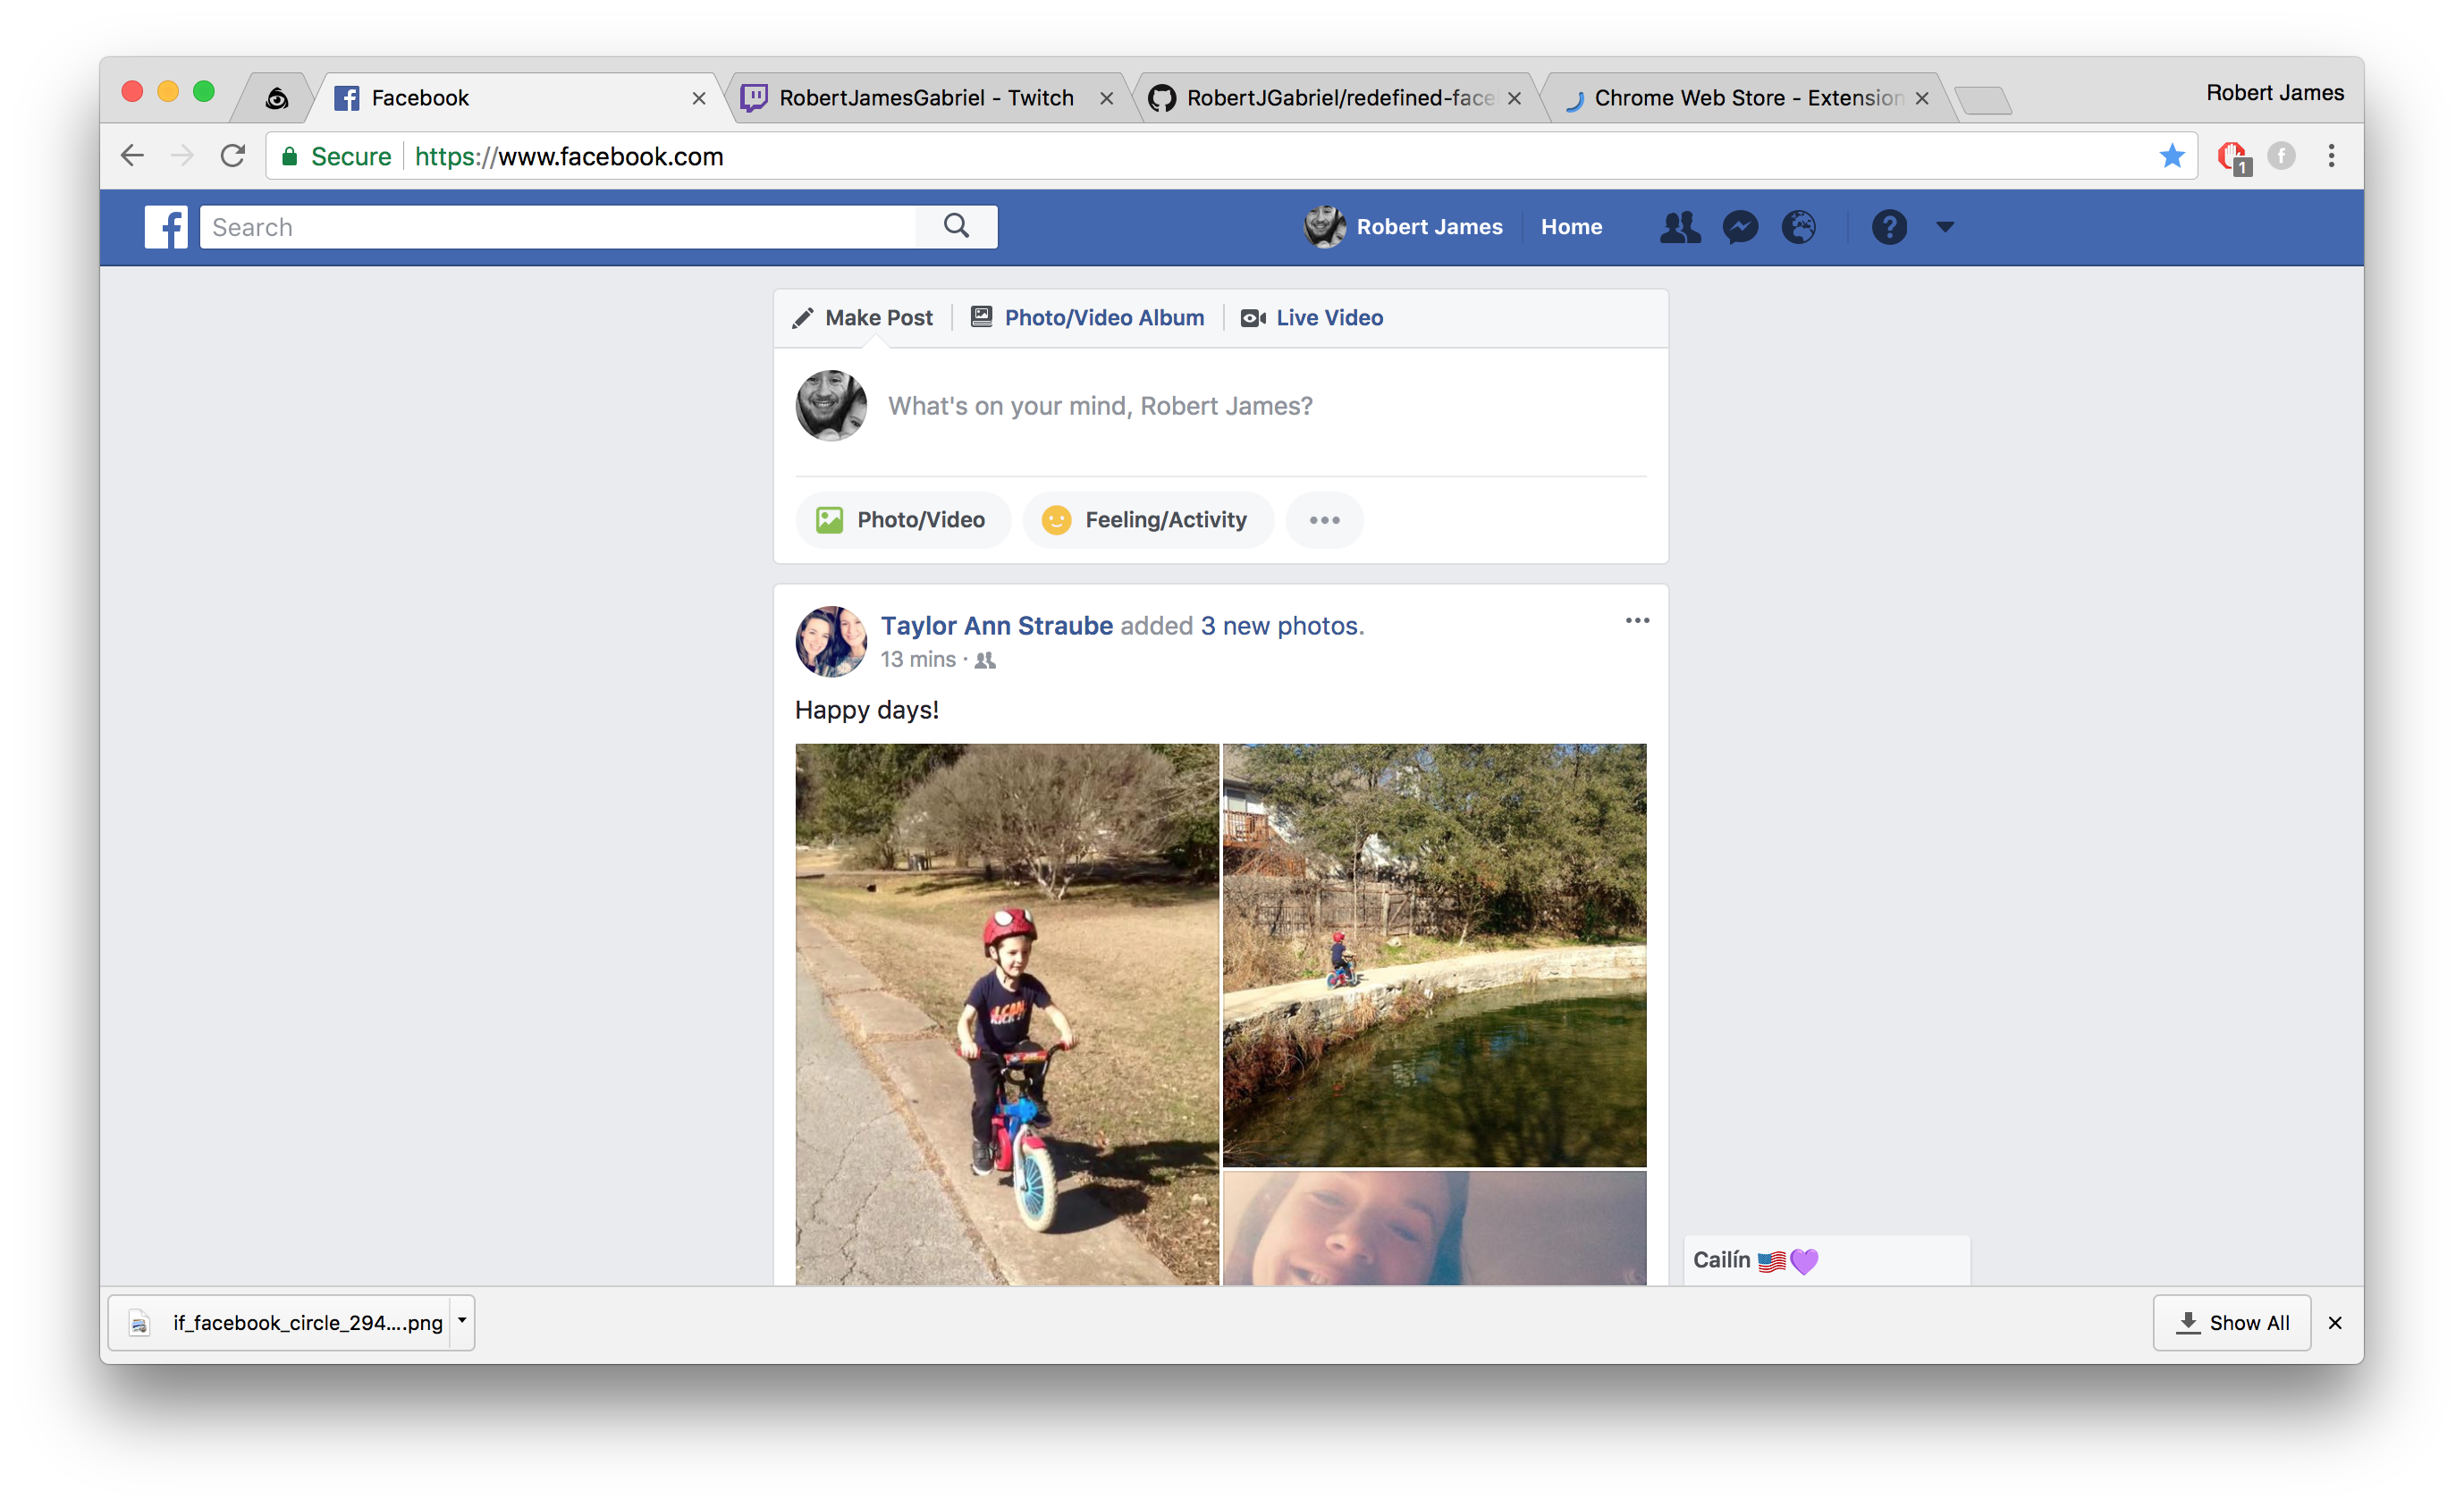 Facebook
RobertJamesGabriel - Twitch
RobertJGabriel/redefined-face
Chrome Web Store - Extension
Robert James
Secure
https://www.facebook.com
1
Search
Robert James
Home
Make Post
Photo/Video Album
Live Video
What's on your mind, Robert James?
Photo/Video
Feeling/Activity
Taylor Ann Straube added 3 new photos.
13 mins ·
Happy days!
Cailín 🇺🇸💜
if_facebook_circle_294....png
Show All